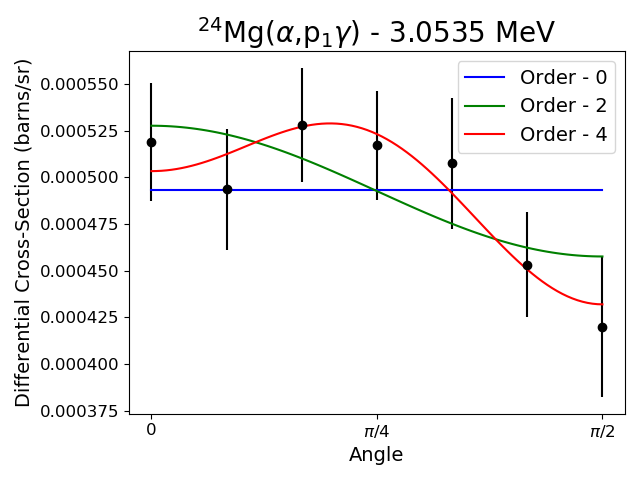 ²⁴Mg(α,p₁γ) - 3.0535 MeV
Differential Cross-Section (barns/sr)
0.000550
0.000525
0.000500
0.000475
0.000450
0.000425
0.000400
0.000375
Order - 0
Order - 2
Order - 4
0
π/4
π/2
Angle